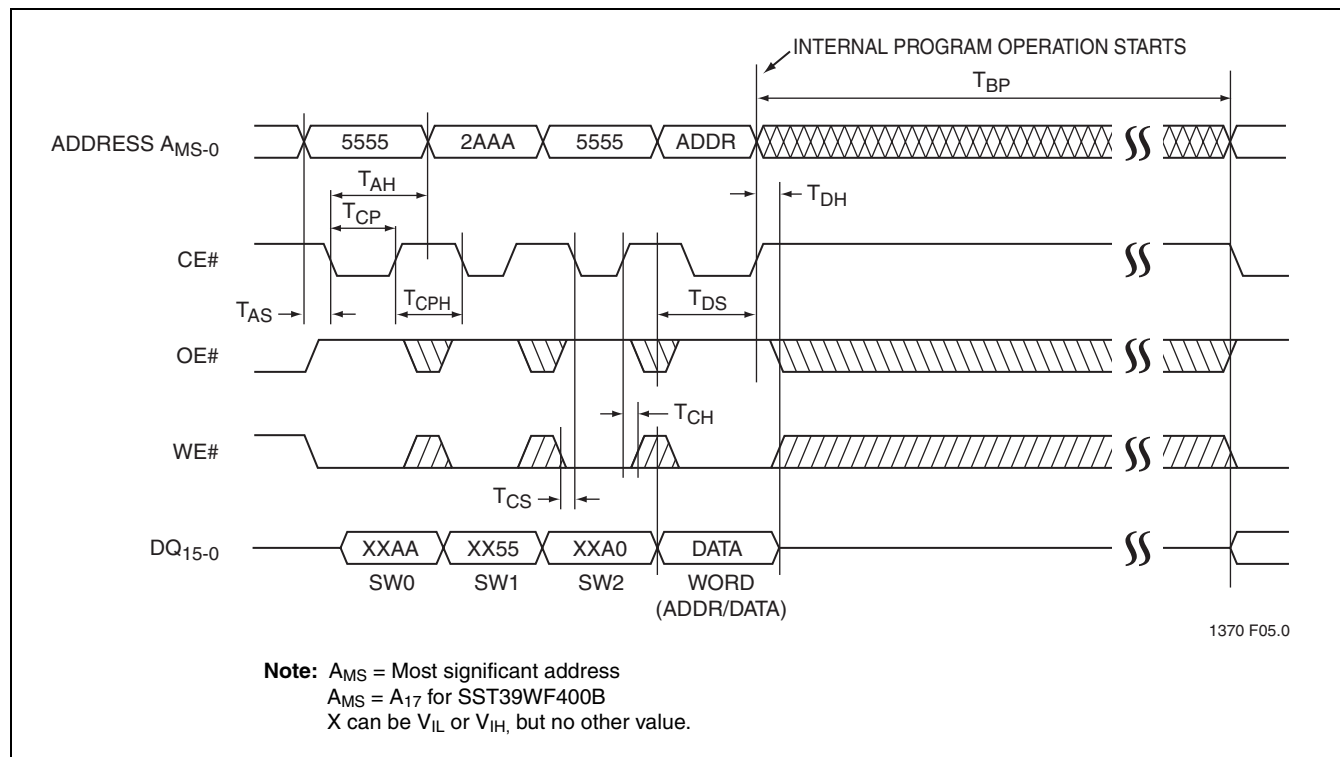 INTERNAL PROGRAM OPERATION STARTS
TBP
ADDRESS AMS-0
5555 2AAA 5555 ADDR
TAH
TDH
TCP
CE#
TCPH
TDS
TAS
OE#
TCH
WE#
TCS
DQ15-0
XXAA XX55 XXA0 DATA
SW0 SW1 SW2 WORD
(ADDR/DATA)
1370 F05.0
Note: AMS = Most significant address
AMS = A17 for SST39WF400B
X can be VIL or VIH, but no other value.